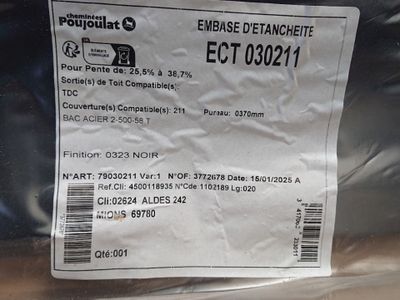 cheminées
Poujoulat
EMBASE D'ETANCHEITE
ECT 030211
Pour Pente de: 25,5% à 38,7%
Sortie(s) de Toit Compatible(s):
TDC
Couverture(s) Compatible(s): 211
Pureau: 0370mm
BAC ACIER 2-500-58 T
Finition: 0323 NOIR
N°ART: 79030211 Var:1 N°OF: 3772678 Date: 15/01/2025 A
Ref.Cli: 4500118935 N°Cde 1102189 Lg:020
Cli:02624 ALDES 242
MIONS 69780
Qté:001